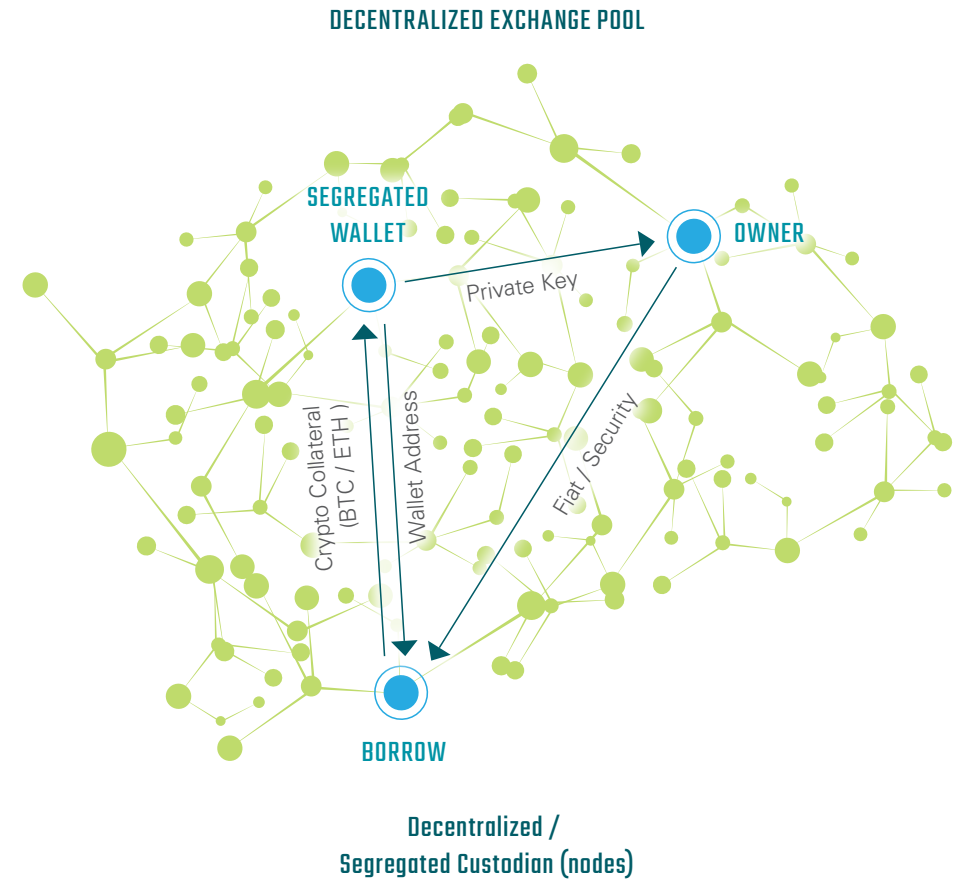 DECENTRALIZED EXCHANGE POOL
SEGREGATED
WALLET
OWNER
Private Key
Crypto Collateral
(BTC / ETH )
Wallet Address
Fiat / Security
BORROW
Decentralized /
Segregated Custodian (nodes)